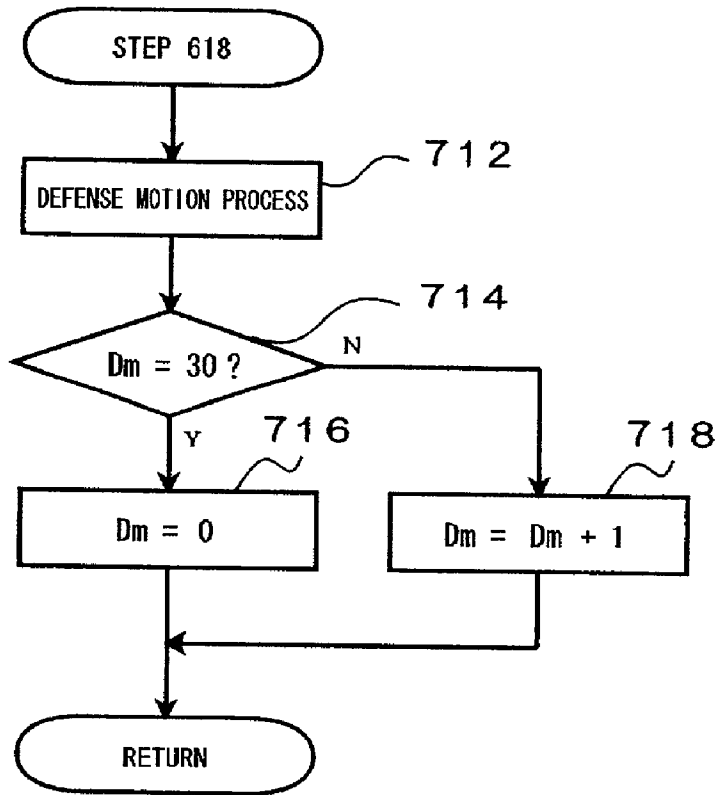 STEP 618
712
DEFENSE MOTION PROCESS
714
Dm = 30 ?
N
Y
716
718
Dm = 0
Dm = Dm + 1
RETURN